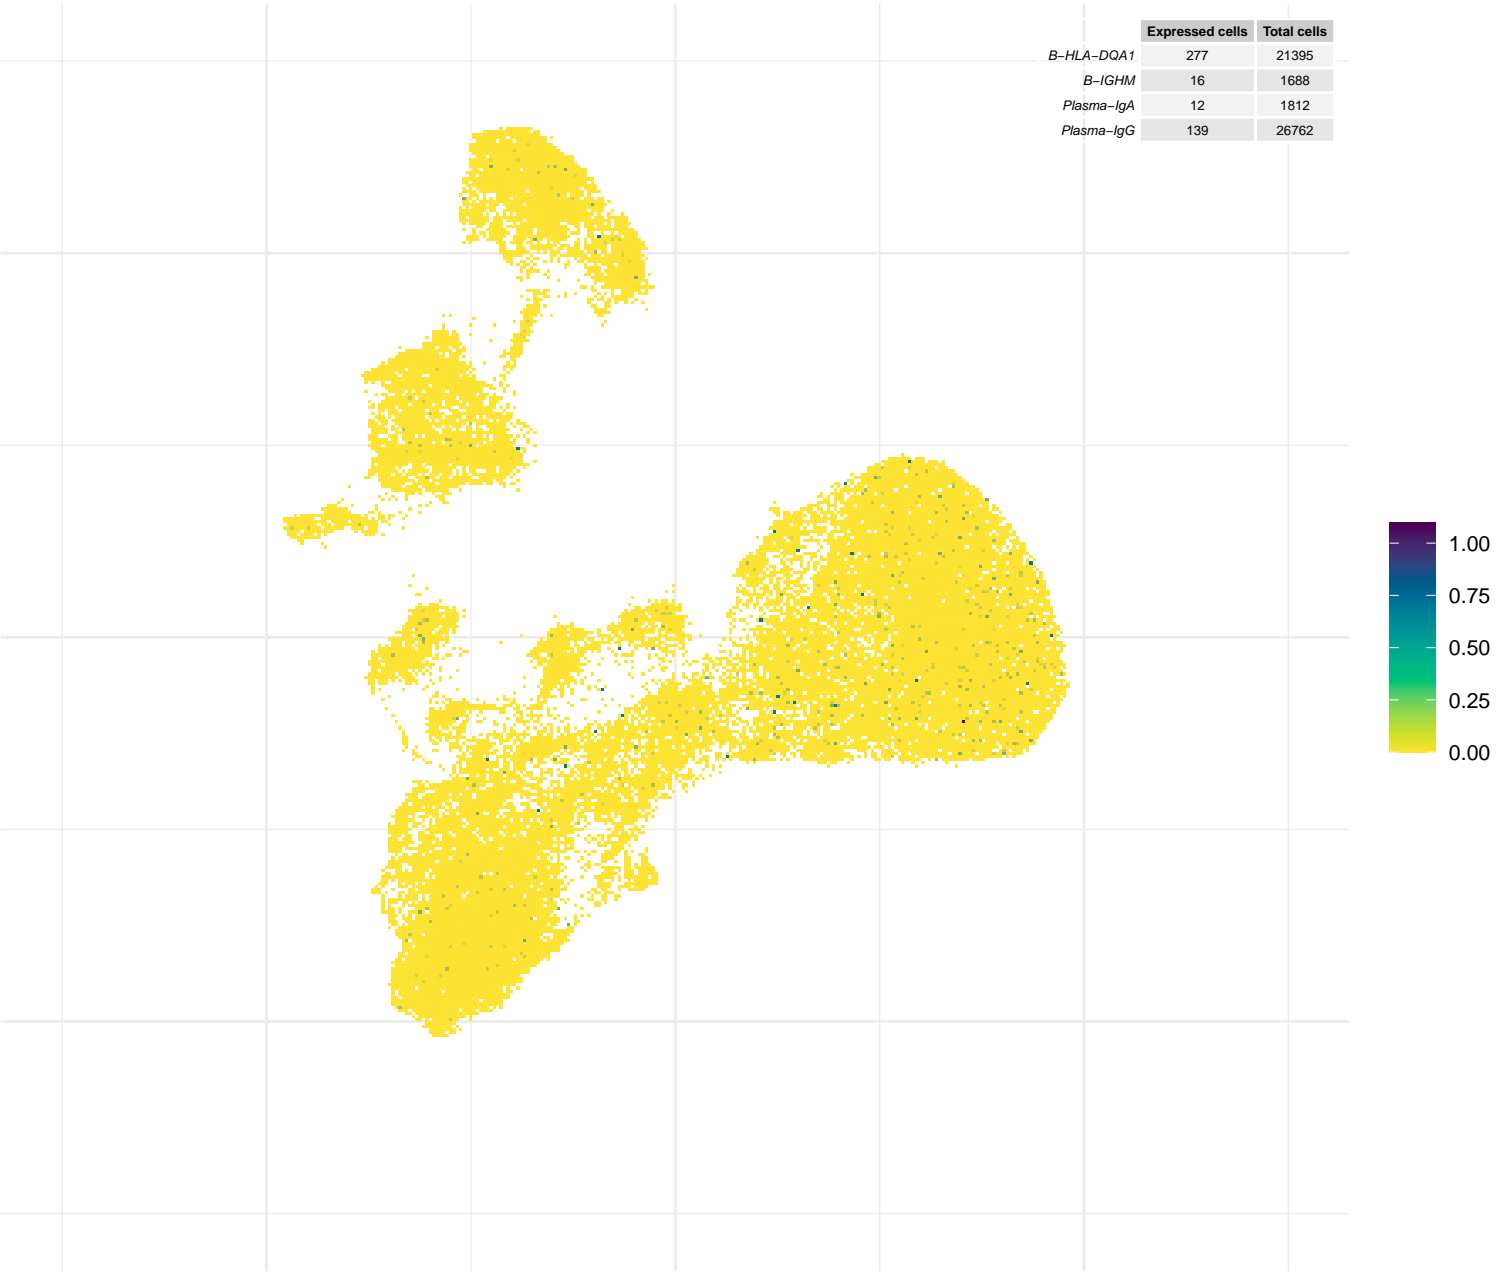 Expressed cells Total cells
B−HLA−DQA1 277 21395
B−IGHM 16 1688
Plasma−IgA 12 1812
Plasma−IgG 139 26762
1.00
0.75
0.50
0.25
0.00